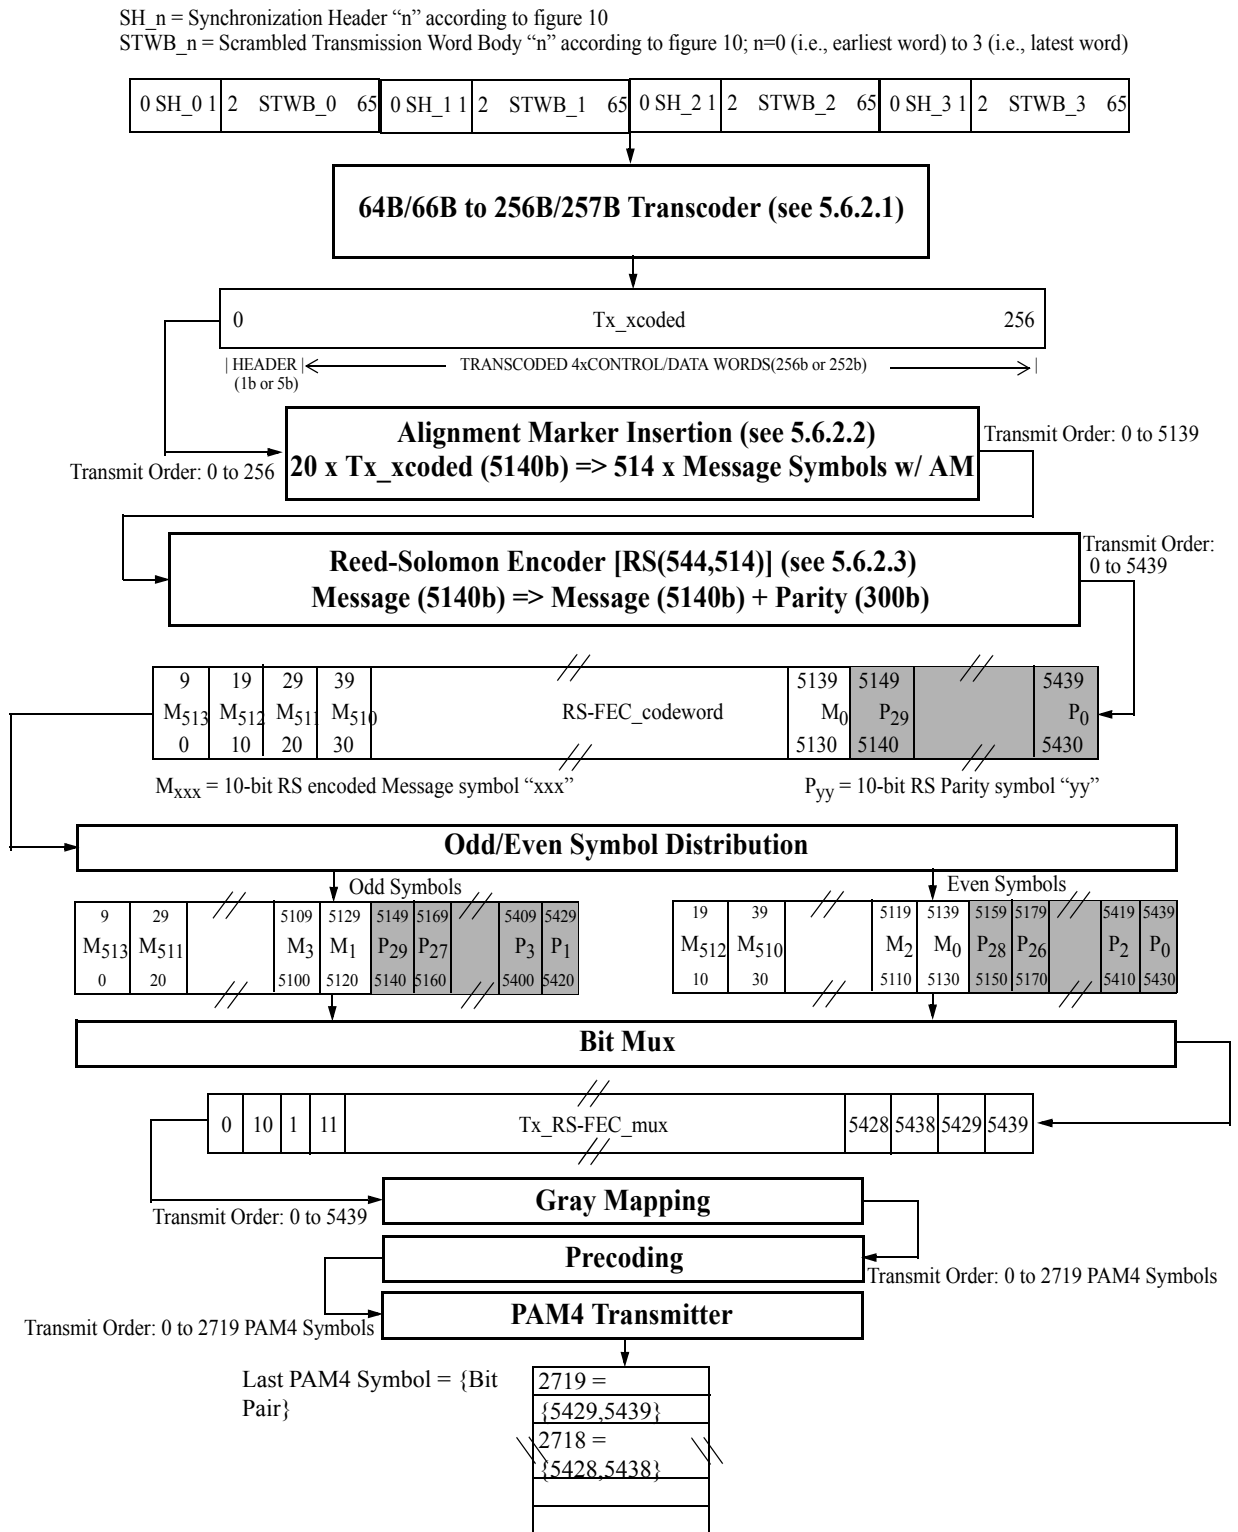 SH_n = Synchronization Header “n” according to figure 10
STWB_n = Scrambled Transmission Word Body “n” according to figure 10; n=0 (i.e., earliest word) to 3 (i.e., latest word)
0 SH_0 1 2 STWB_0 65 0 SH_1 1 2 STWB_1 65 0 SH_2 1 2 STWB_2 65 0 SH_3 1 2 STWB_3 65
64B/66B to 256B/257B Transcoder (see 5.6.2.1)
0 Tx_xcoded 256
| HEADER | TRANSCODED 4xCONTROL/DATA WORDS(256b or 252b) |
(1b or 5b)
Transmit Order: 0 to 256
Alignment Marker Insertion (see 5.6.2.2)
20 x Tx_xcoded (5140b) => 514 x Message Symbols w/ AM
Transmit Order: 0 to 5139
Reed-Solomon Encoder [RS(544,514)] (see 5.6.2.3)
Message (5140b) => Message (5140b) + Parity (300b)
Transmit Order:
0 to 5439
9 19 29 39 5139 5149 5439
M513 M512 M511 M510 RS-FEC_codeword M0 P29 P0
0 10 20 30 5130 5140 5430
Mxxx = 10-bit RS encoded Message symbol “xxx”
Pyy = 10-bit RS Parity symbol “yy”
Odd/Even Symbol Distribution
Odd Symbols
Even Symbols
9 29 5109 5129 5149 5169 5409 5429
M513 M511 M3 M1 P29 P27 P3 P1
0 20 5100 5120 5140 5160 5400 5420
19 39 5119 5139 5159 5179 5419 5439
M512 M510 M2 M0 P28 P26 P2 P0
10 30 5110 5130 5150 5170 5410 5430
Bit Mux
0 10 1 11 Tx_RS-FEC_mux 5428 5438 5429 5439
Gray Mapping
Transmit Order: 0 to 5439
Precoding
Transmit Order: 0 to 2719 PAM4 Symbols
PAM4 Transmitter
Transmit Order: 0 to 2719 PAM4 Symbols
Last PAM4 Symbol = {Bit
Pair}
2719 =
{5429,5439}
2718 =
{5428,5438}